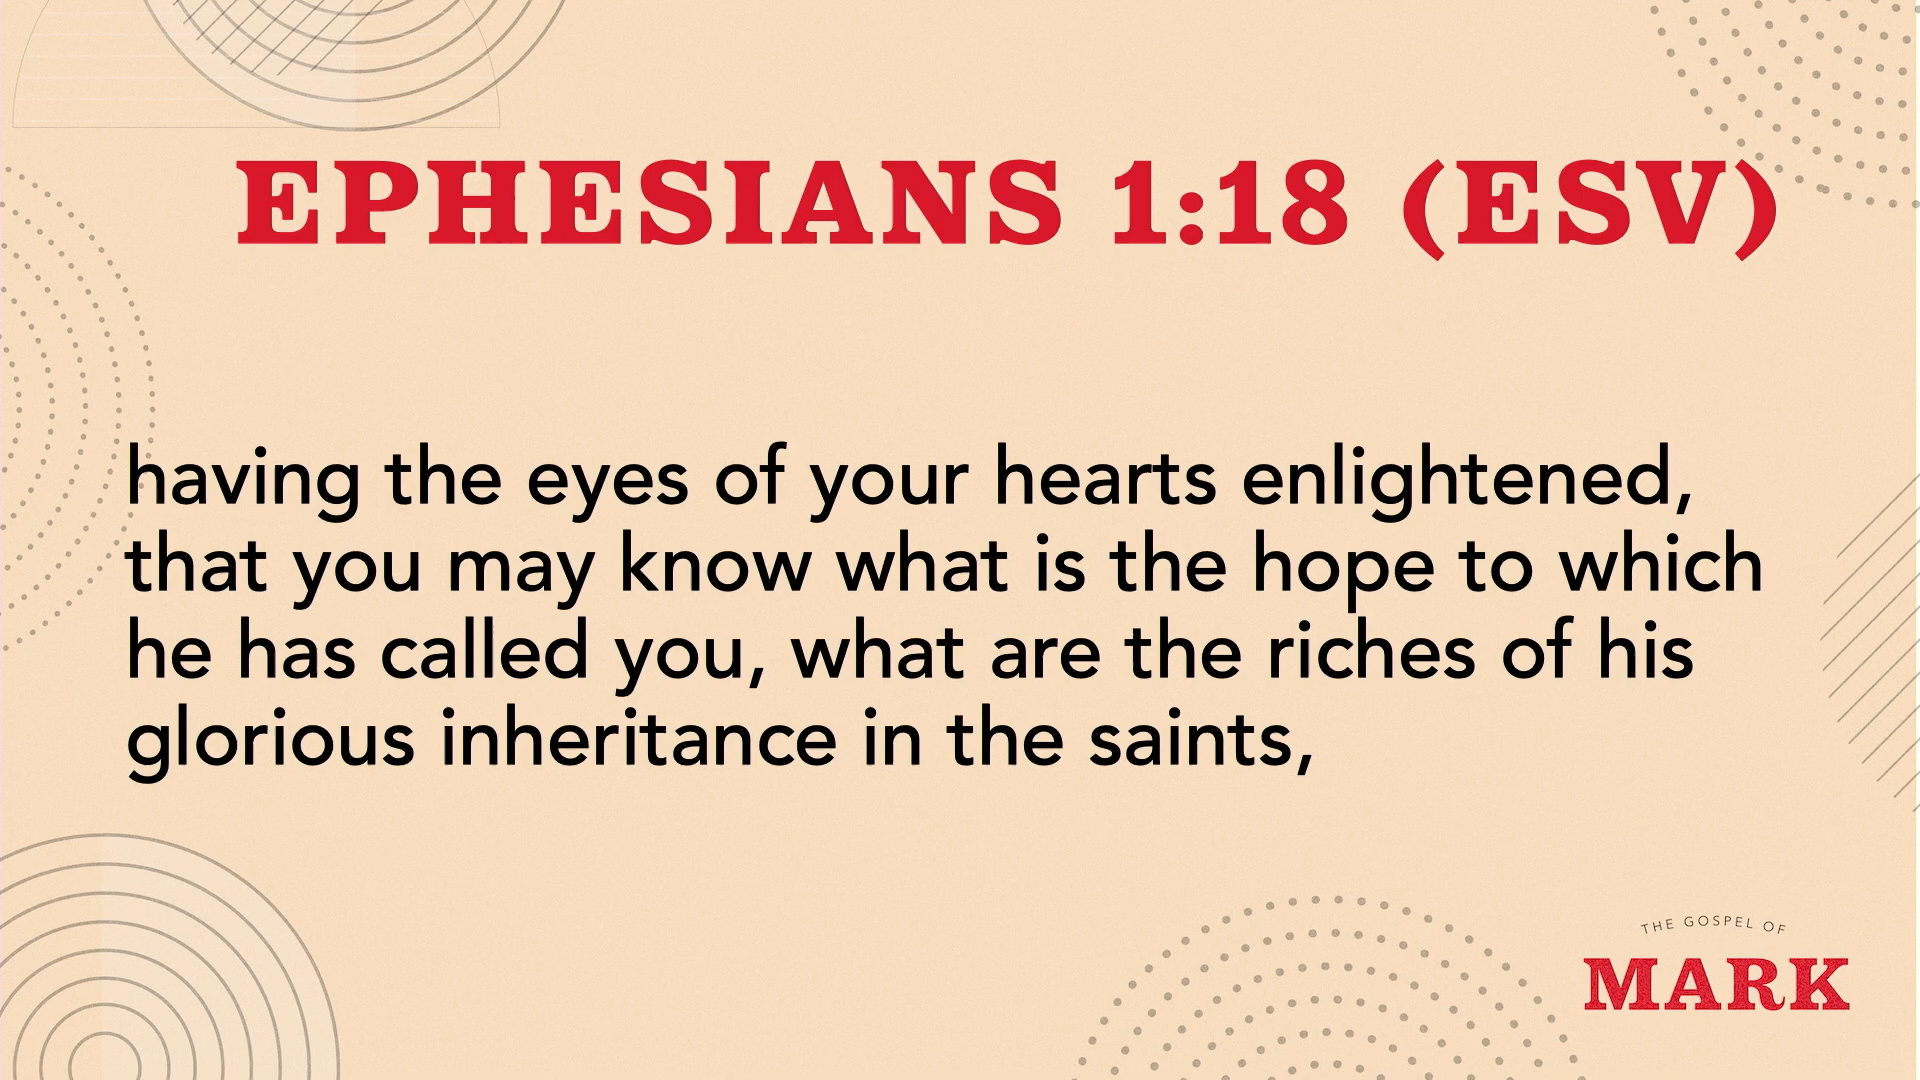 EPHESIANS 1:18 (ESV)
having the eyes of your hearts enlightened,
that you may know what is the hope to which
he has called you, what are the riches of his
glorious inheritance in the saints,
THE GOSPEL OF
MARK